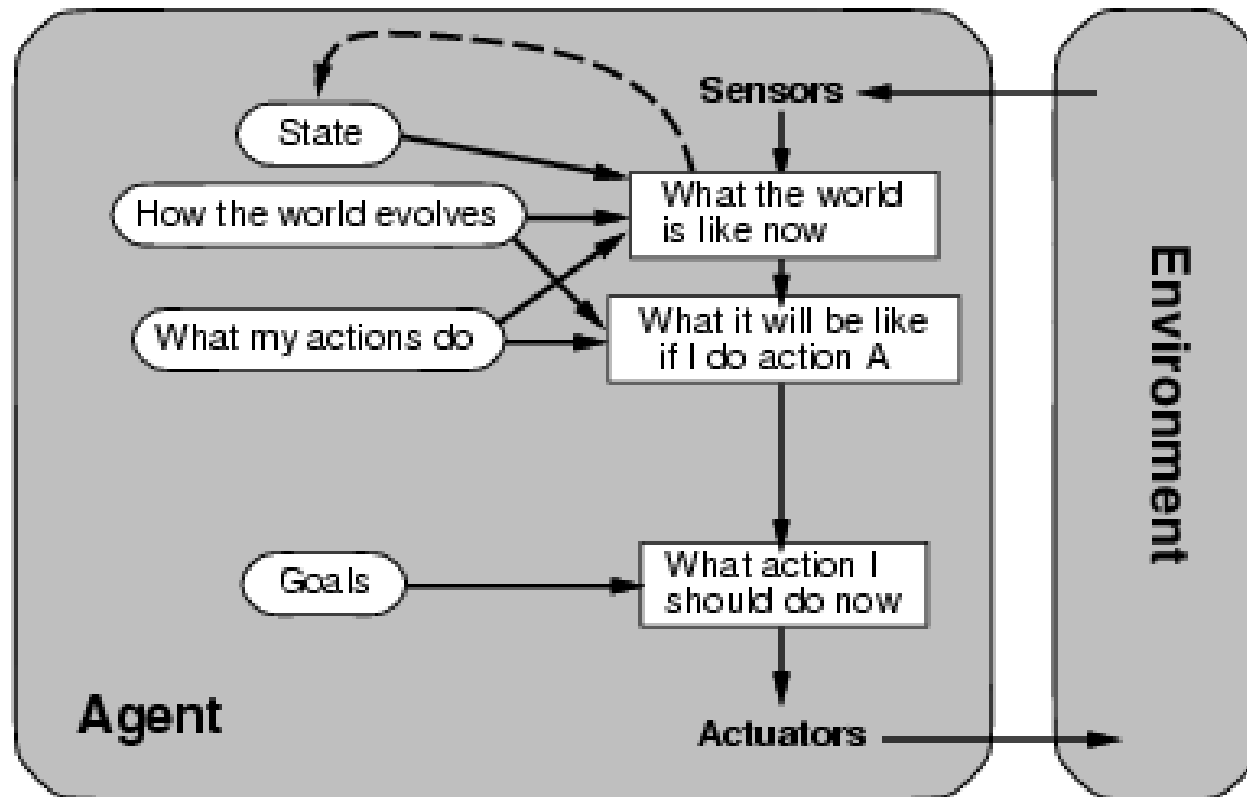 Sensors
State
What the world
is like now
How the world evolves
What it will be like
if I do action A
What my actions do
Environment
What action I
should do now
Goals
Agent
Actuators